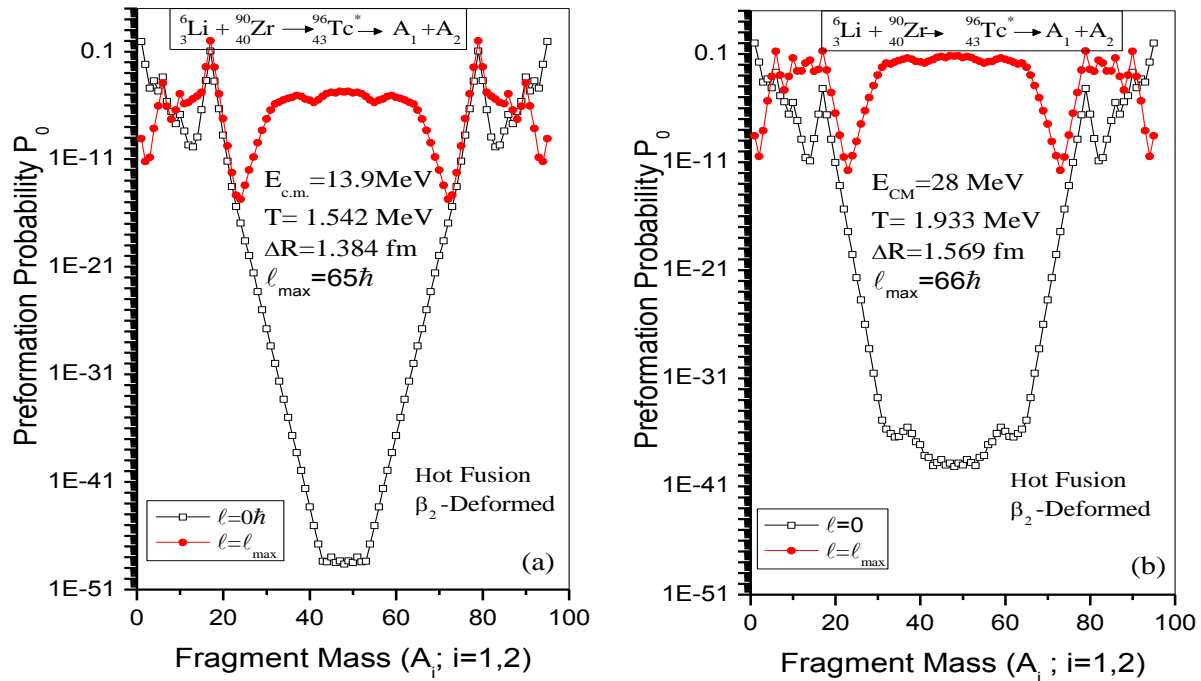 ⁶₃Li + ⁹⁰₄₀Zr → ⁹⁶₄₃Tc* → A₁ + A₂
0.1
1E-11
1E-21
1E-31
1E-41
1E-51
Preformation Probability P₀
E_c.m.=13.9MeV
T= 1.542 MeV
ΔR=1.384 fm
ℓ_max=65ℏ
Hot Fusion
β₂-Deformed
ℓ=0ℏ
ℓ=ℓ_max
(a)
0 20 40 60 80 100
Fragment Mass (A_i; i=1,2)
⁶₃Li + ⁹⁰₄₀Zr → ⁹⁶₄₃Tc* → A₁ + A₂
0.1
1E-11
1E-21
1E-31
1E-41
1E-51
Preformation Probability P₀
E_CM=28 MeV
T= 1.933 MeV
ΔR=1.569 fm
ℓ_max=66ℏ
Hot Fusion
β₂-Deformed
ℓ=0
ℓ=ℓ_max
(b)
0 20 40 60 80 100
Fragment Mass (A_i ; i=1,2)